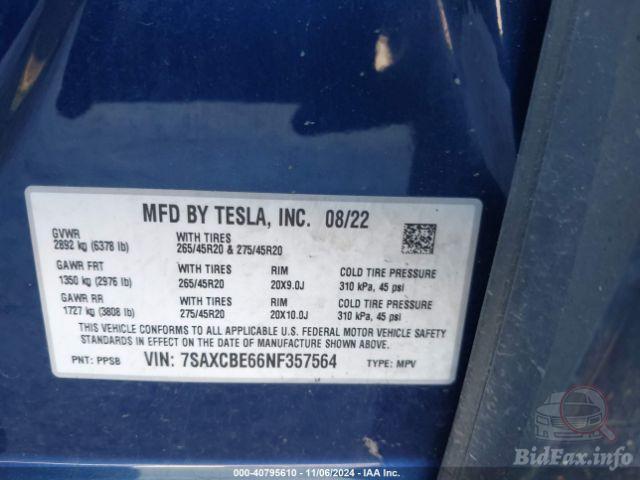 MFD BY TESLA, INC. 08/22
GVWR
2892 kg (6378 lb)
WITH TIRES
265/45R20 & 275/45R20
GAWR FRT WITH TIRES RIM COLD TIRE PRESSURE
1350 kg (2976 lb) 265/45R20 20X9.0J 310 kPa, 45 psi
GAWR RR WITH TIRES RIM COLD TIRE PRESSURE
1727 kg (3808 lb) 275/45R20 20X10.0J 310 kPa, 45 psi
THIS VEHICLE CONFORMS TO ALL APPLICABLE U.S. FEDERAL MOTOR VEHICLE SAFETY
STANDARDS IN EFFECT ON THE DATE OF MANUFACTURE SHOWN ABOVE.
PNT: PPSB VIN: 7SAXCBE66NF357564 TYPE: MPV
BidFax.info
000-40795610 - 11/06/2024 - IAA Inc.